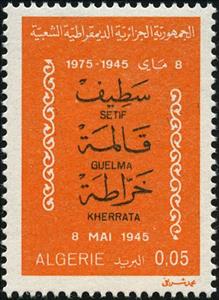 الجمهورية الجزائرية الديمقراطية الشعبية
1975-1945 8 ماي
سطيف
SETIF
قالمة
GUELMA
خراطة
KHERRATA
8 MAI 1945
ALGERIE البريد 0,05